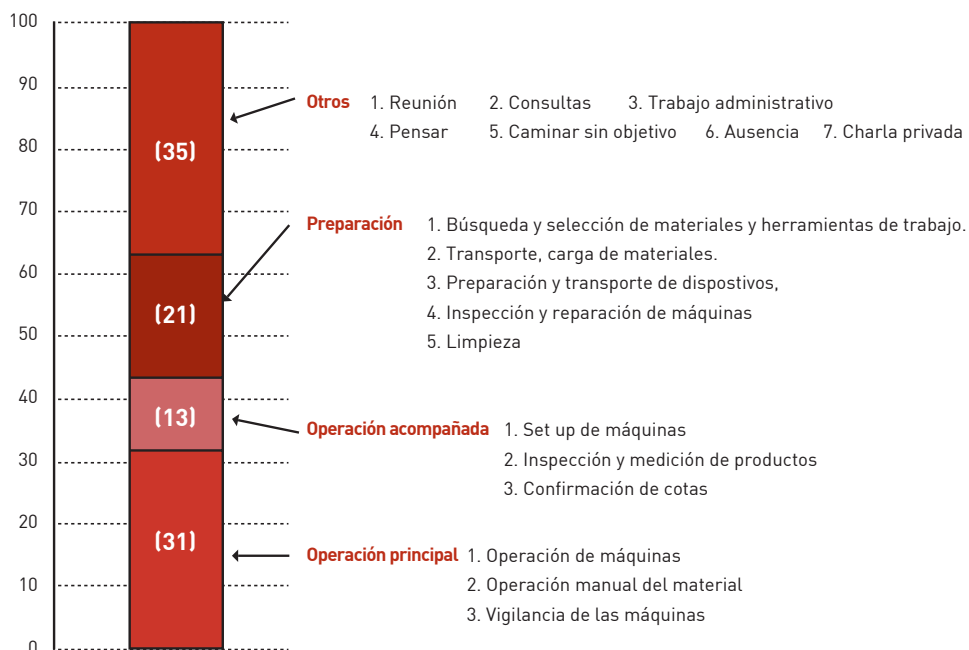 100
90
Otros 1. Reunión 2. Consultas 3. Trabajo administrativo
4. Pensar 5. Caminar sin objetivo 6. Ausencia 7. Charla privada
80
(35)
70
Preparación 1. Búsqueda y selección de materiales y herramientas de trabajo.
2. Transporte, carga de materiales.
60
3. Preparación y transporte de dispostivos,
(21)
4. Inspección y reparación de máquinas
50
5. Limpieza
40
(13)
Operación acompañada 1. Set up de máquinas
30
2. Inspección y medición de productos
3. Confirmación de cotas
20
(31)
Operación principal 1. Operación de máquinas
10
2. Operación manual del material
3. Vigilancia de las máquinas
0